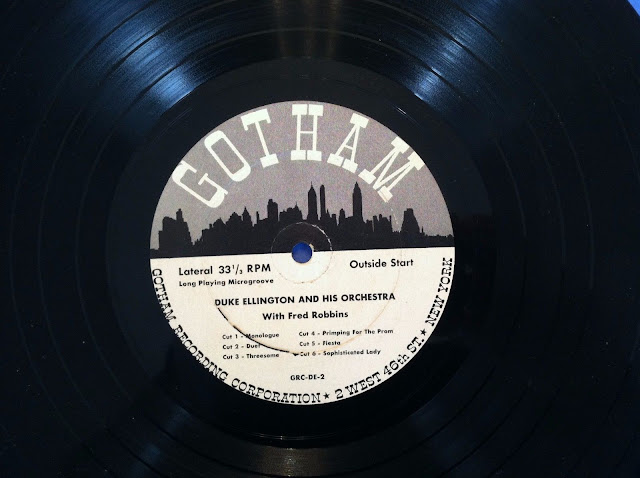 GOTHAM
Lateral 33 1/3 RPM
Outside Start
Long Playing Microgroove
DUKE ELLINGTON AND HIS ORCHESTRA
With Fred Robbins
Cut 1 - Monologue
Cut 2 - Duet
Cut 3 - Threesome
Cut 4 - Primping For The Prom
Cut 5 - Fiesta
Cut 6 - Sophisticated Lady
GRC-DE-2
GOTHAM RECORDING CORPORATION ★ 2 WEST 46th ST. ★ NEW YORK